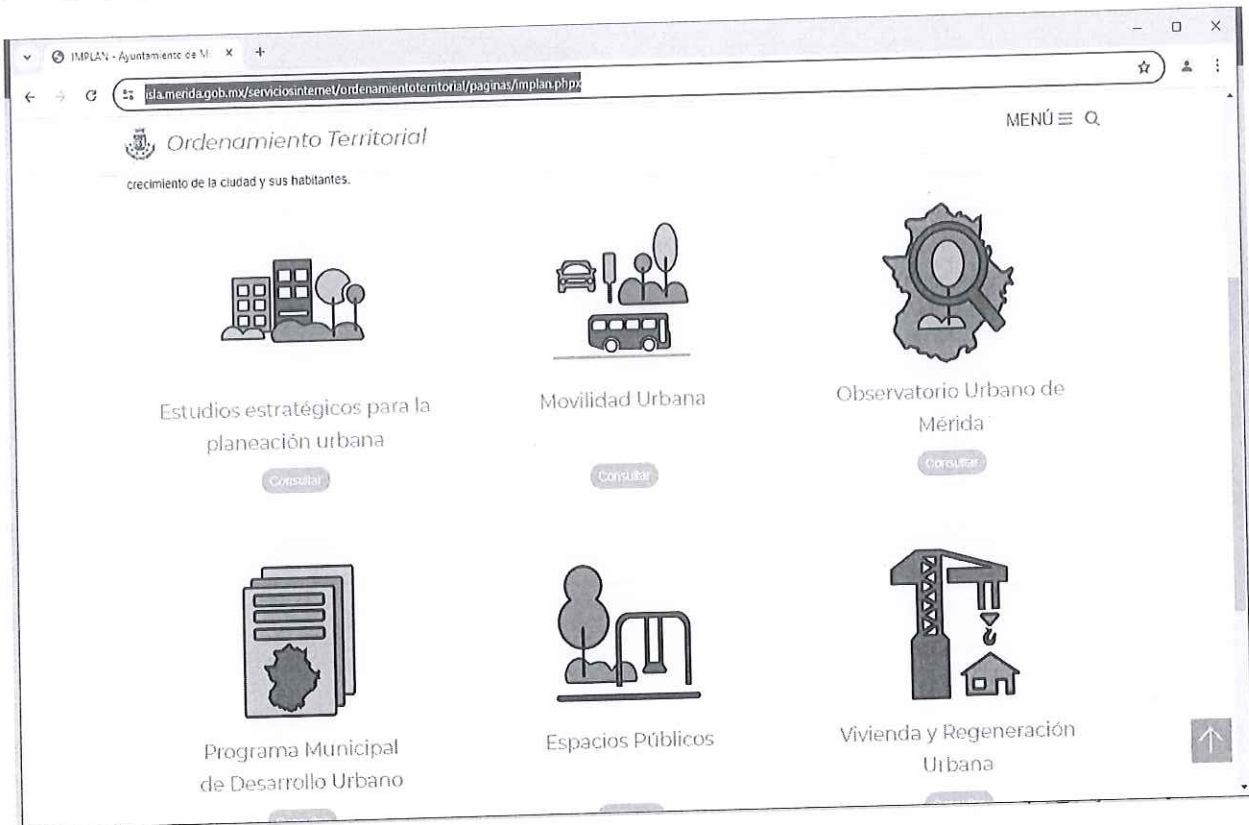 IMPLAN - Ayuntamiento de M
isla.merida.gob.mx/serviciosinternet/ordenamientoterritorial/paginas/implan.phpx
Ordenamiento Territorial
MENÚ
crecimiento de la ciudad y sus habitantes.
Estudios estratégicos para la
planeación urbana
Consultar
Movilidad Urbana
Consultar
Observatorio Urbano de
Mérida
Consultar
Programa Municipal
de Desarrollo Urbano
Espacios Públicos
Vivienda y Regeneración
Urbana